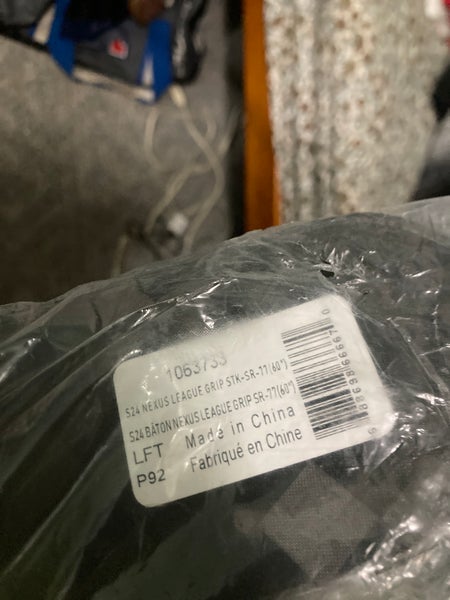 1063733
S24 NEXUS LEAGUE GRIP STK-SR-77(60")
S24 BÂTON NEXUS LEAGUE GRIP SR-77(60")
LFT Made in China
P92 Fabriqué en Chine